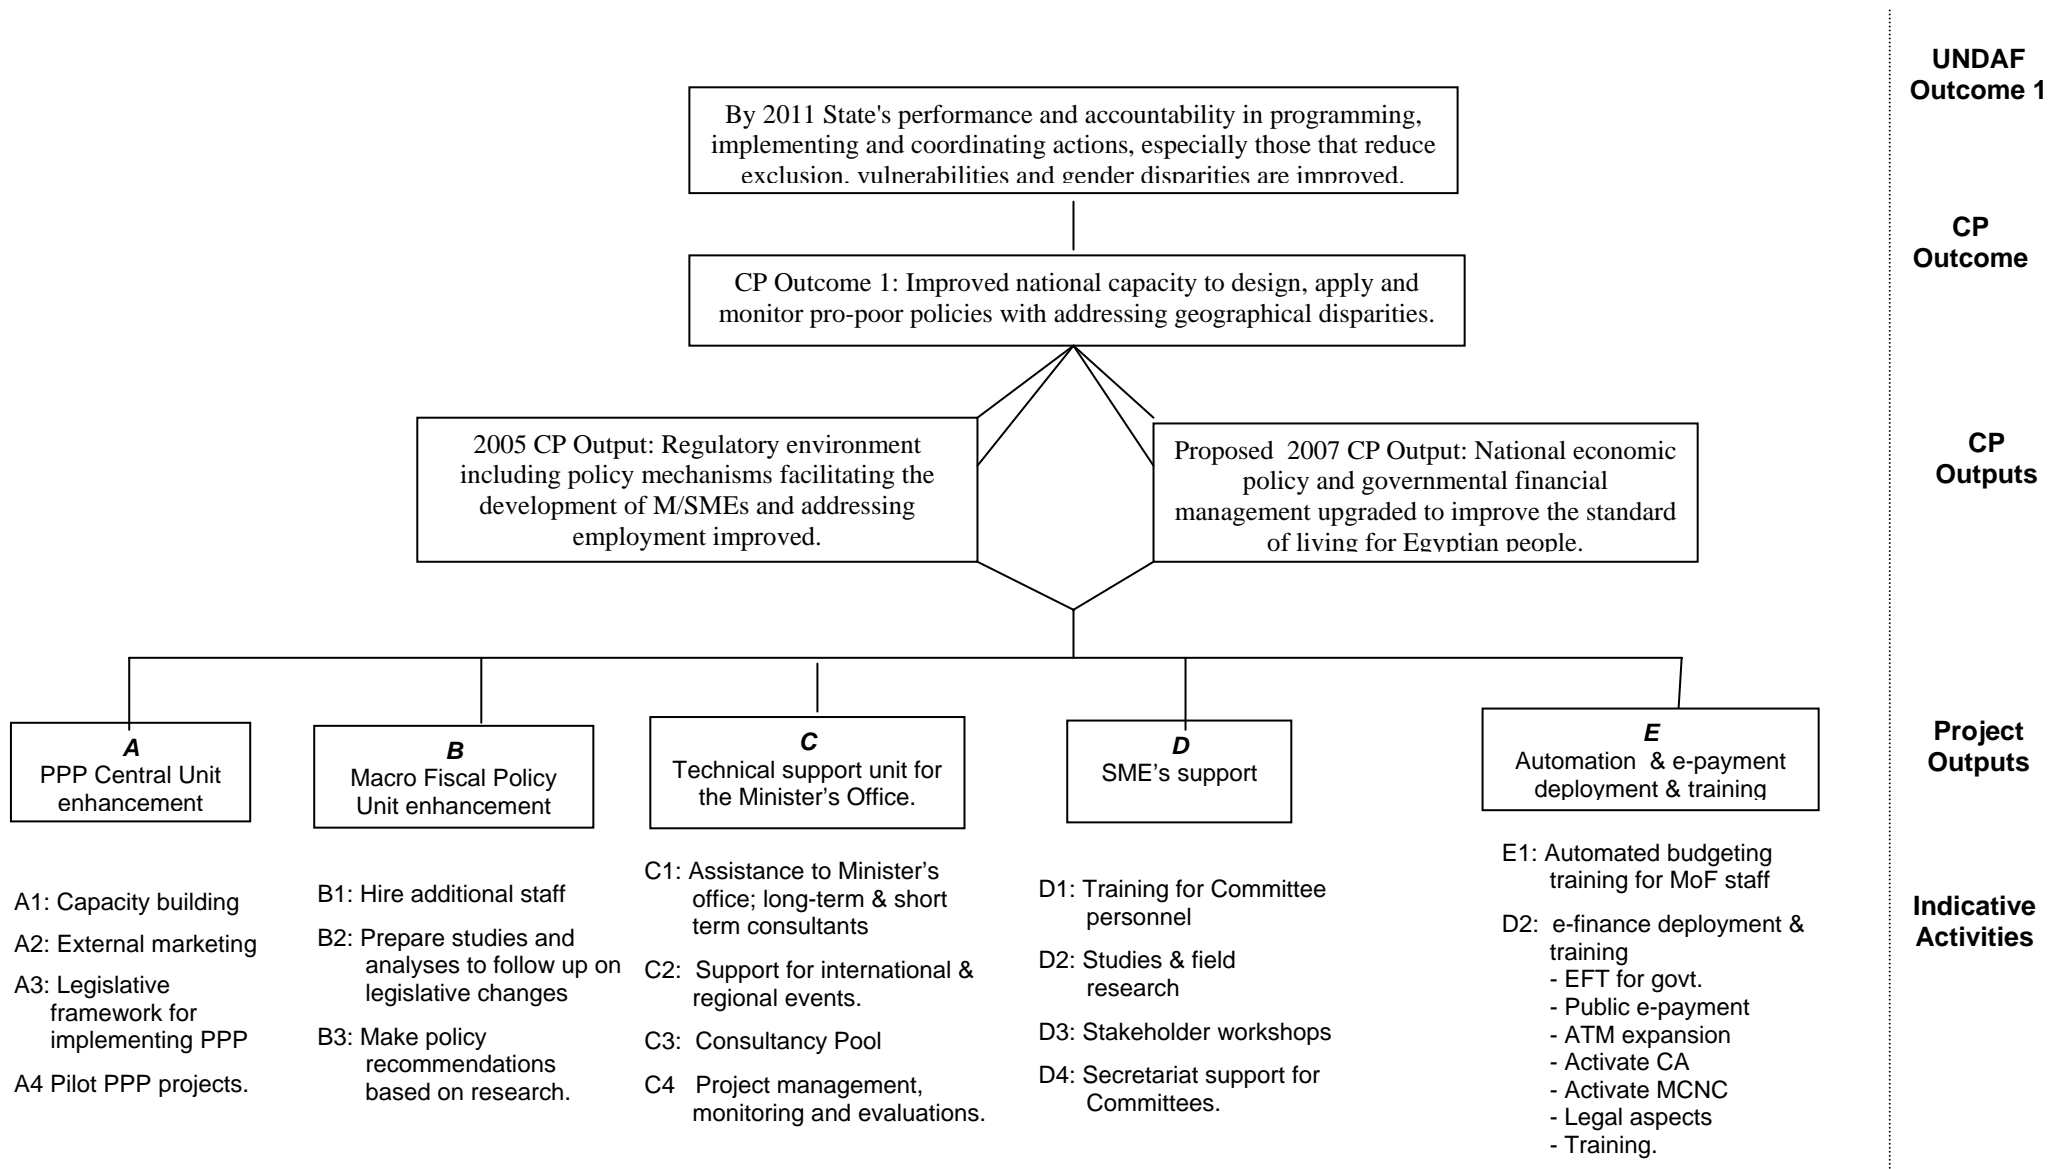 UNDAF
Outcome 1
By 2011 State's performance and accountability in programming,
implementing and coordinating actions, especially those that reduce
exclusion, vulnerabilities and gender disparities are improved.
CP
Outcome
CP Outcome 1: Improved national capacity to design, apply and
monitor pro-poor policies with addressing geographical disparities.
CP
Outputs
2005 CP Output: Regulatory environment
including policy mechanisms facilitating the
development of M/SMEs and addressing
employment improved.
Proposed 2007 CP Output: National economic
policy and governmental financial
management upgraded to improve the standard
of living for Egyptian people.
Project
Outputs
A
PPP Central Unit
enhancement
B
Macro Fiscal Policy
Unit enhancement
C
Technical support unit for
the Minister’s Office.
D
SME’s support
E
Automation & e-payment
deployment & training
Indicative
Activities
A1: Capacity building
A2: External marketing
A3: Legislative
framework for
implementing PPP
A4 Pilot PPP projects.
B1: Hire additional staff
B2: Prepare studies and
analyses to follow up on
legislative changes
B3: Make policy
recommendations
based on research.
C1: Assistance to Minister’s
office; long-term & short
term consultants
C2: Support for international &
regional events.
C3: Consultancy Pool
C4 Project management,
monitoring and evaluations.
D1: Training for Committee
personnel
D2: Studies & field
research
D3: Stakeholder workshops
D4: Secretariat support for
Committees.
E1: Automated budgeting
training for MoF staff
D2: e-finance deployment &
training
- EFT for govt.
- Public e-payment
- ATM expansion
- Activate CA
- Activate MCNC
- Legal aspects
- Training.